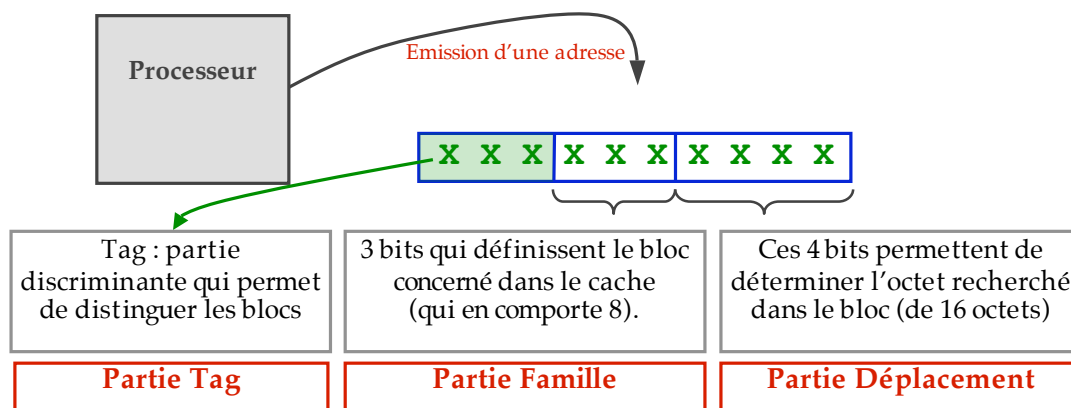 Emission d'une adresse
Processeur
X X X X X X X X X X
Tag : partie
discriminante qui permet
de distinguer les blocs
3 bits qui définissent le bloc
concerné dans le cache
(qui en comporte 8).
Ces 4 bits permettent de
déterminer l'octet recherché
dans le bloc (de 16 octets)
Partie Tag
Partie Famille
Partie Déplacement